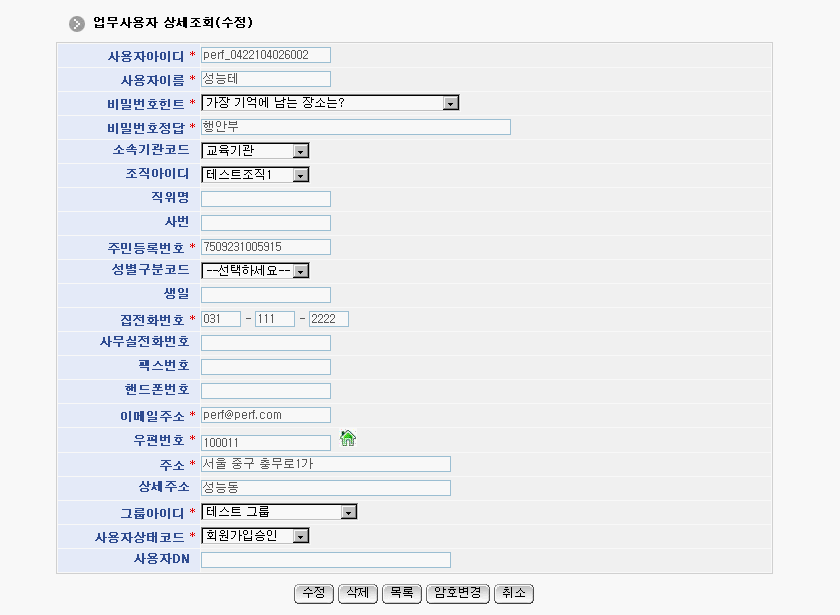 업무사용자 상세조회(수정)
사용자아이디 * perf_0422104026002
사용자이름 * 성능테
비밀번호힌트 * 가장 기억에 남는 장소는?
비밀번호정답 * 행안부
소속기관코드 교육기관
조직아이디 테스트조직1
직위명
사번
주민등록번호 * 7509231005915
성별구분코드 --선택하세요--
생일
집전화번호 * 031 - 111 - 2222
사무실전화번호
팩스번호
핸드폰번호
이메일주소 * perf@perf.com
우편번호 * 100011
주소 * 서울 중구 충무로1가
상세주소 성능동
그룹아이디 * 테스트 그룹
사용자상태코드 * 회원가입승인
사용자DN
수정 삭제 목록 암호변경 취소